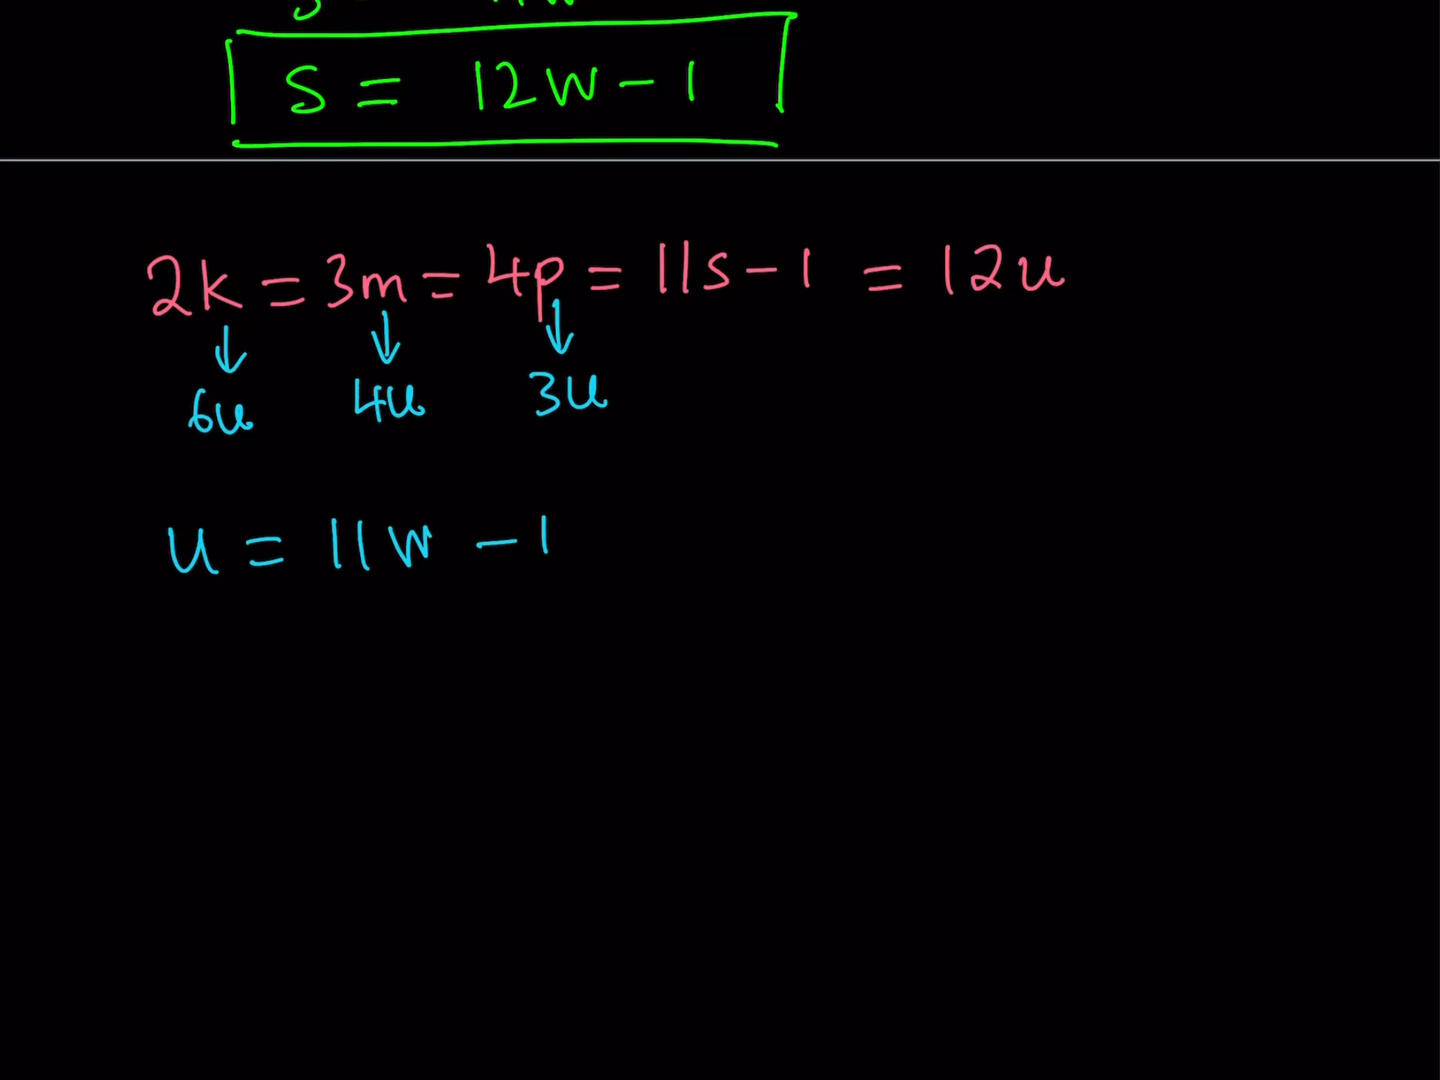 S = 12w - 1
2k = 3m = 4p = 11s - 1 = 12u
↓ ↓ ↓
6u 4u 3u
u = 11w - 1